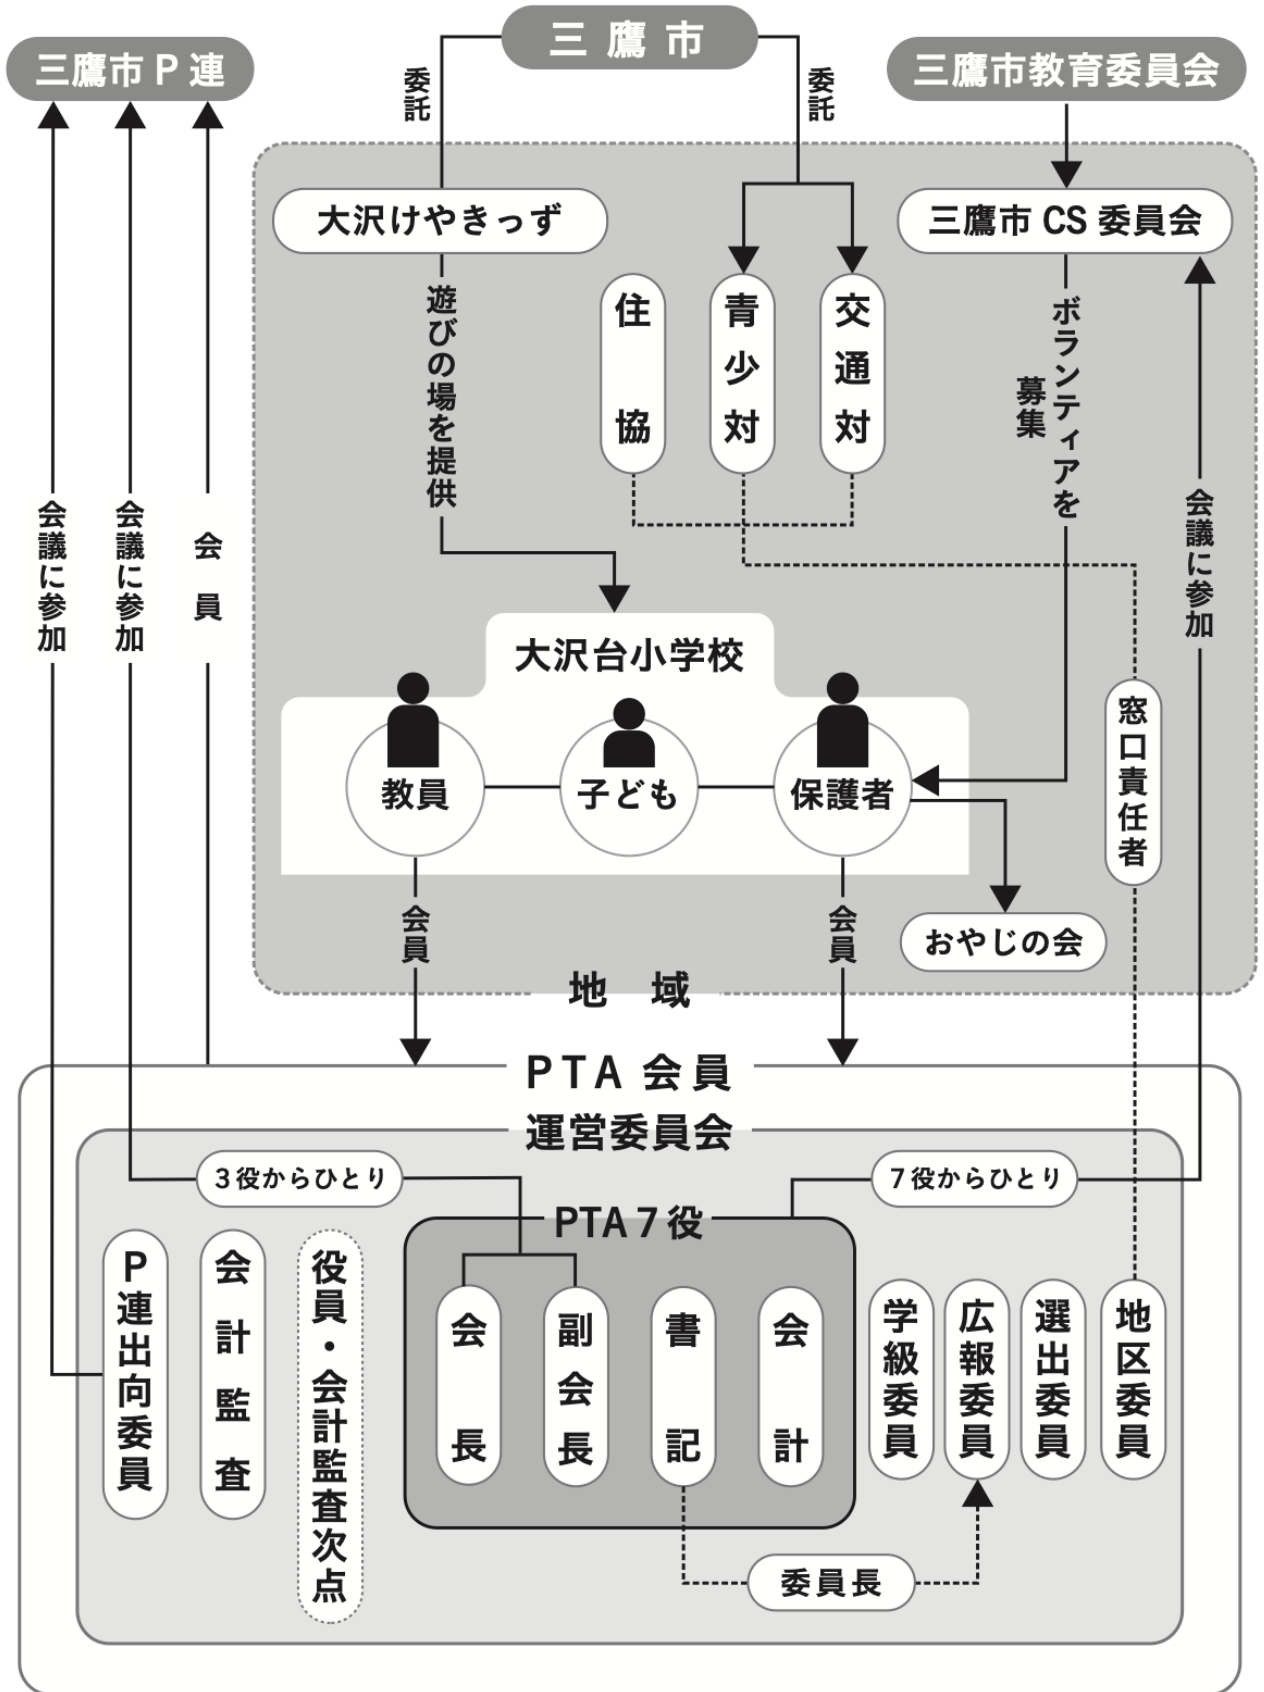 三鷹市
三鷹市P連
三鷹市教育委員会
委託
委託
大沢けやきっず
三鷹市CS委員会
遊びの場を提供
住協
青少対
交通対
ボランティアを
募集
会議に参加
会議に参加
会員
会議に参加
大沢台小学校
教員
子ども
保護者
窓口責任者
会員
会員
おやじの会
地域
PTA会員
運営委員会
3役からひとり
7役からひとり
PTA7役
P連出向委員
会計監査
役員・会計監査次点
会長
副会長
書記
会計
学級委員
広報委員
選出委員
地区委員
委員長